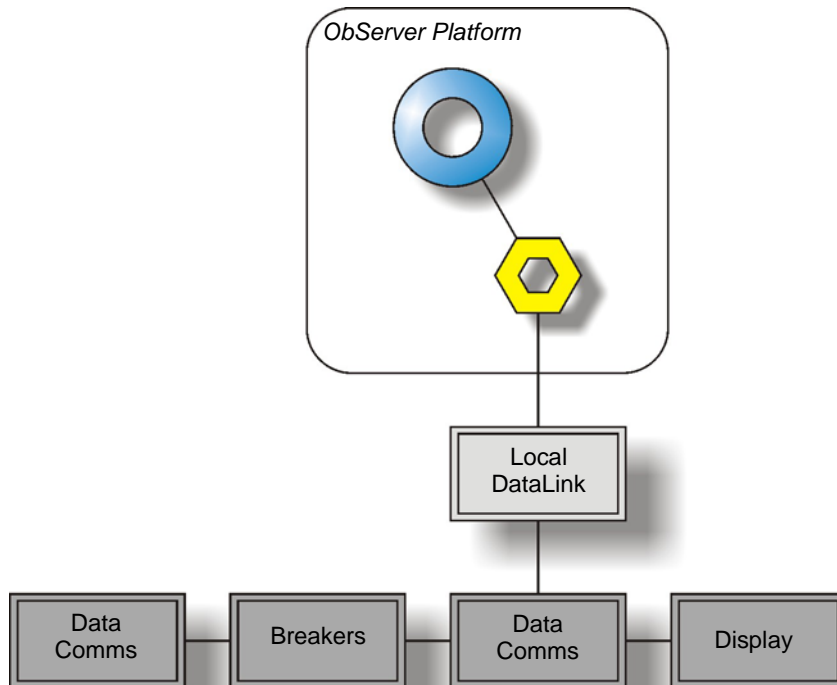 ObServer Platform
Local
DataLink
Data
Comms
Breakers
Data
Comms
Display